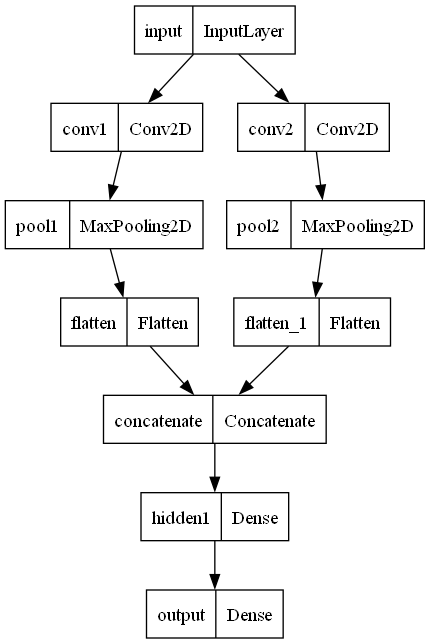 input InputLayer
conv1 Conv2D
conv2 Conv2D
pool1 MaxPooling2D
pool2 MaxPooling2D
flatten Flatten
flatten_1 Flatten
concatenate Concatenate
hidden1 Dense
output Dense